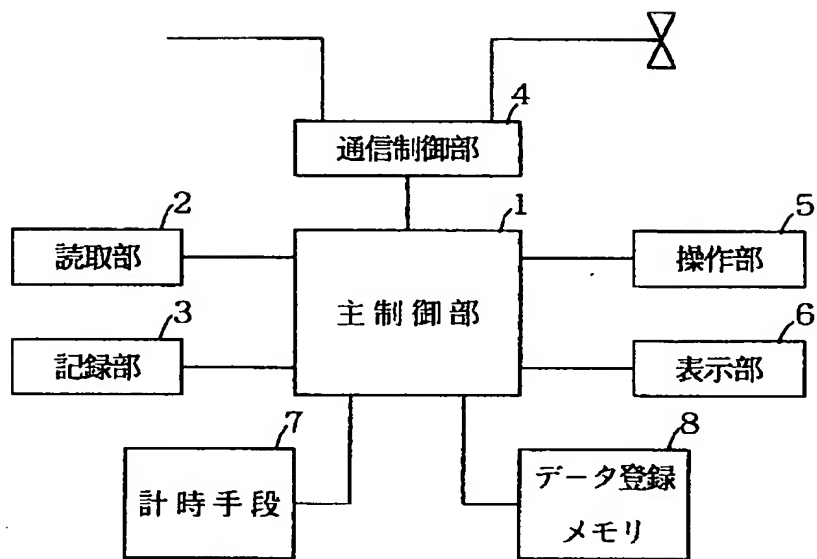 4
通信制御部
2
読取部
1
主制御部
5
操作部
3
記録部
6
表示部
7
計時手段
8
データ登録
メモリ